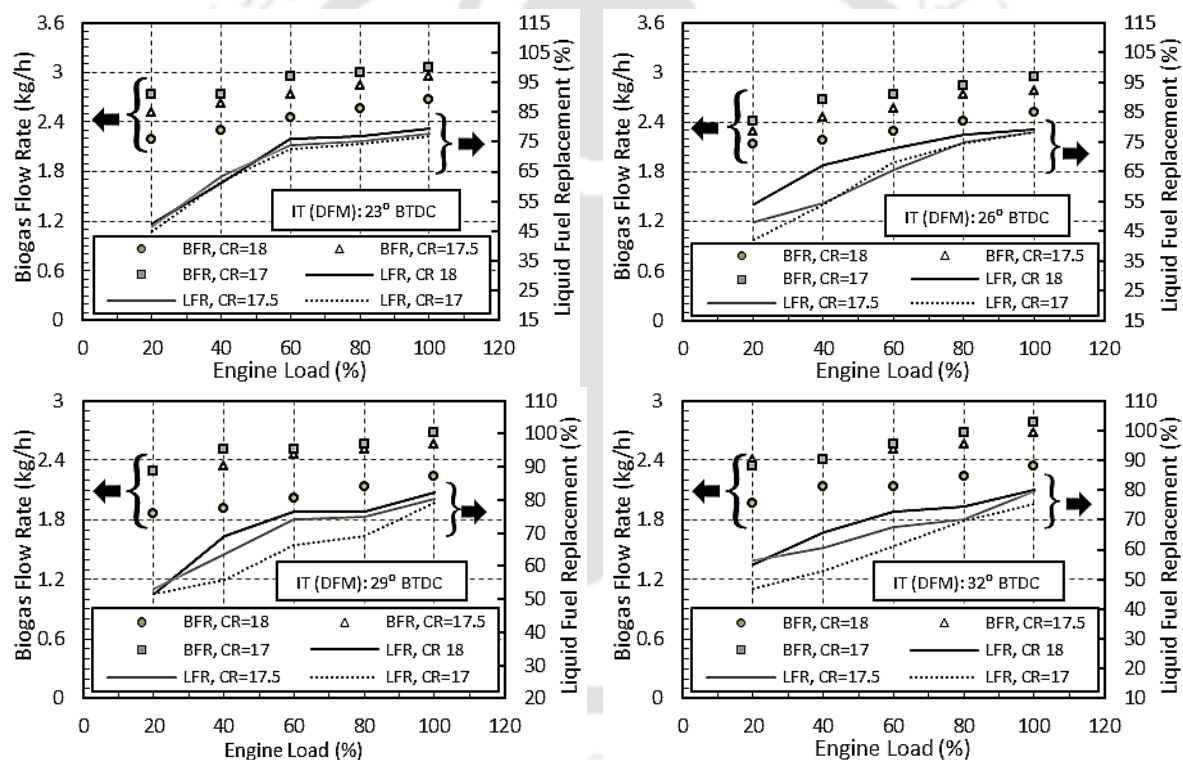 3.6
3
2.4
1.8
1.2
0.6
0
Biogas Flow Rate (kg/h)
115
105
95
85
75
65
55
45
35
25
15
Liquid Fuel Replacement (%)
IT (DFM): 23⁰ BTDC
BFR, CR=18
BFR, CR=17.5
BFR, CR=17
LFR, CR 18
LFR, CR=17.5
LFR, CR=17
0 20 40 60 80 100 120
Engine Load (%)
3.6
3
2.4
1.8
1.2
0.6
0
Biogas Flow Rate (kg/h)
115
105
95
85
75
65
55
45
35
25
15
Liquid Fuel Replacement (%)
IT (DFM): 26⁰ BTDC
BFR, CR=18
BFR, CR=17.5
BFR, CR=17
LFR, CR 18
LFR, CR=17.5
LFR, CR=17
0 20 40 60 80 100 120
Engine Load (%)
3
2.4
1.8
1.2
0.6
0
Biogas Flow Rate (kg/h)
110
100
90
80
70
60
50
40
30
20
Liquid Fuel Replacement (%)
IT (DFM): 29⁰ BTDC
BFR, CR=18
BFR, CR=17.5
BFR, CR=17
LFR, CR 18
LFR, CR=17.5
LFR, CR=17
0 20 40 60 80 100 120
Engine Load (%)
3
2.4
1.8
1.2
0.6
0
Biogas Flow Rate (kg/h)
110
100
90
80
70
60
50
40
30
20
10
Liquid Fuel Replacement (%)
IT (DFM): 32⁰ BTDC
BFR, CR=18
BFR, CR=17.5
BFR, CR=17
LFR, CR 18
LFR, CR=17.5
LFR, CR=17
0 20 40 60 80 100 120
Engine Load (%)